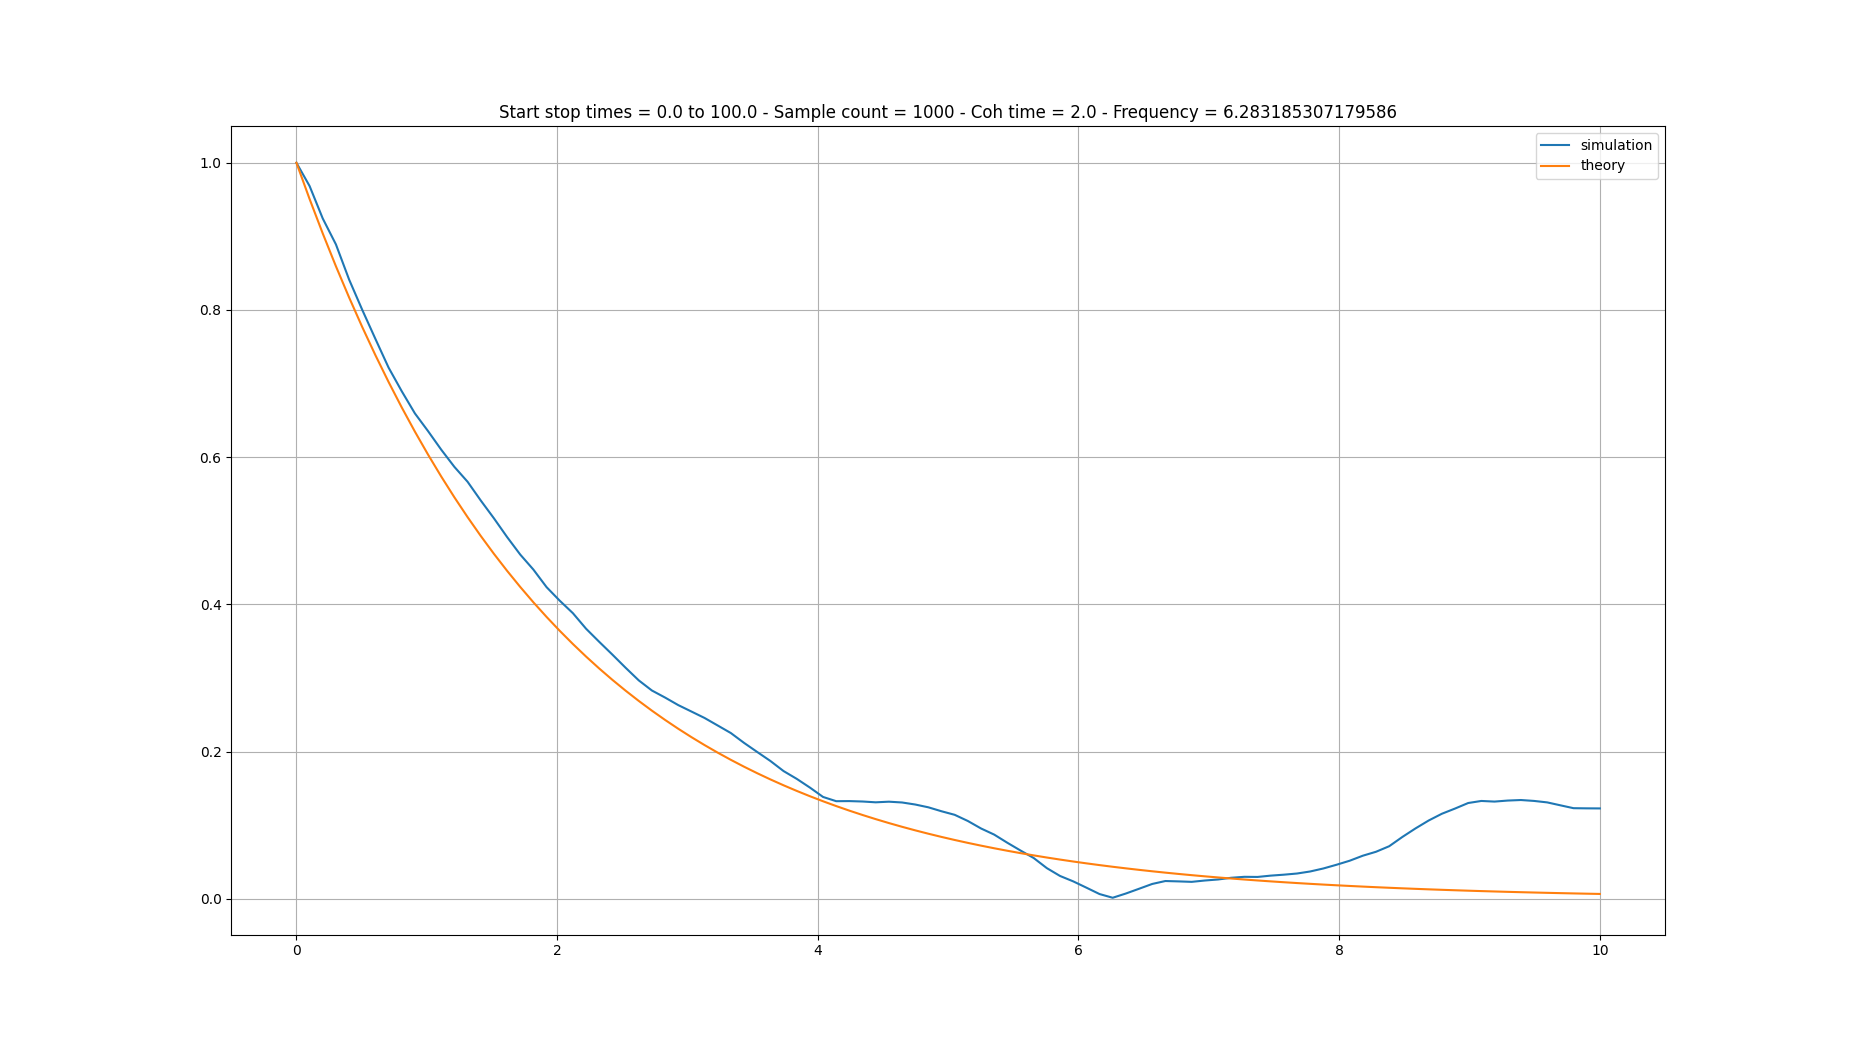 Start stop times = 0.0 to 100.0 - Sample count = 1000 - Coh time = 2.0 - Frequency = 6.283185307179586
simulation
theory
1.0
0.8
0.6
0.4
0.2
0.0
0 2 4 6 8 10